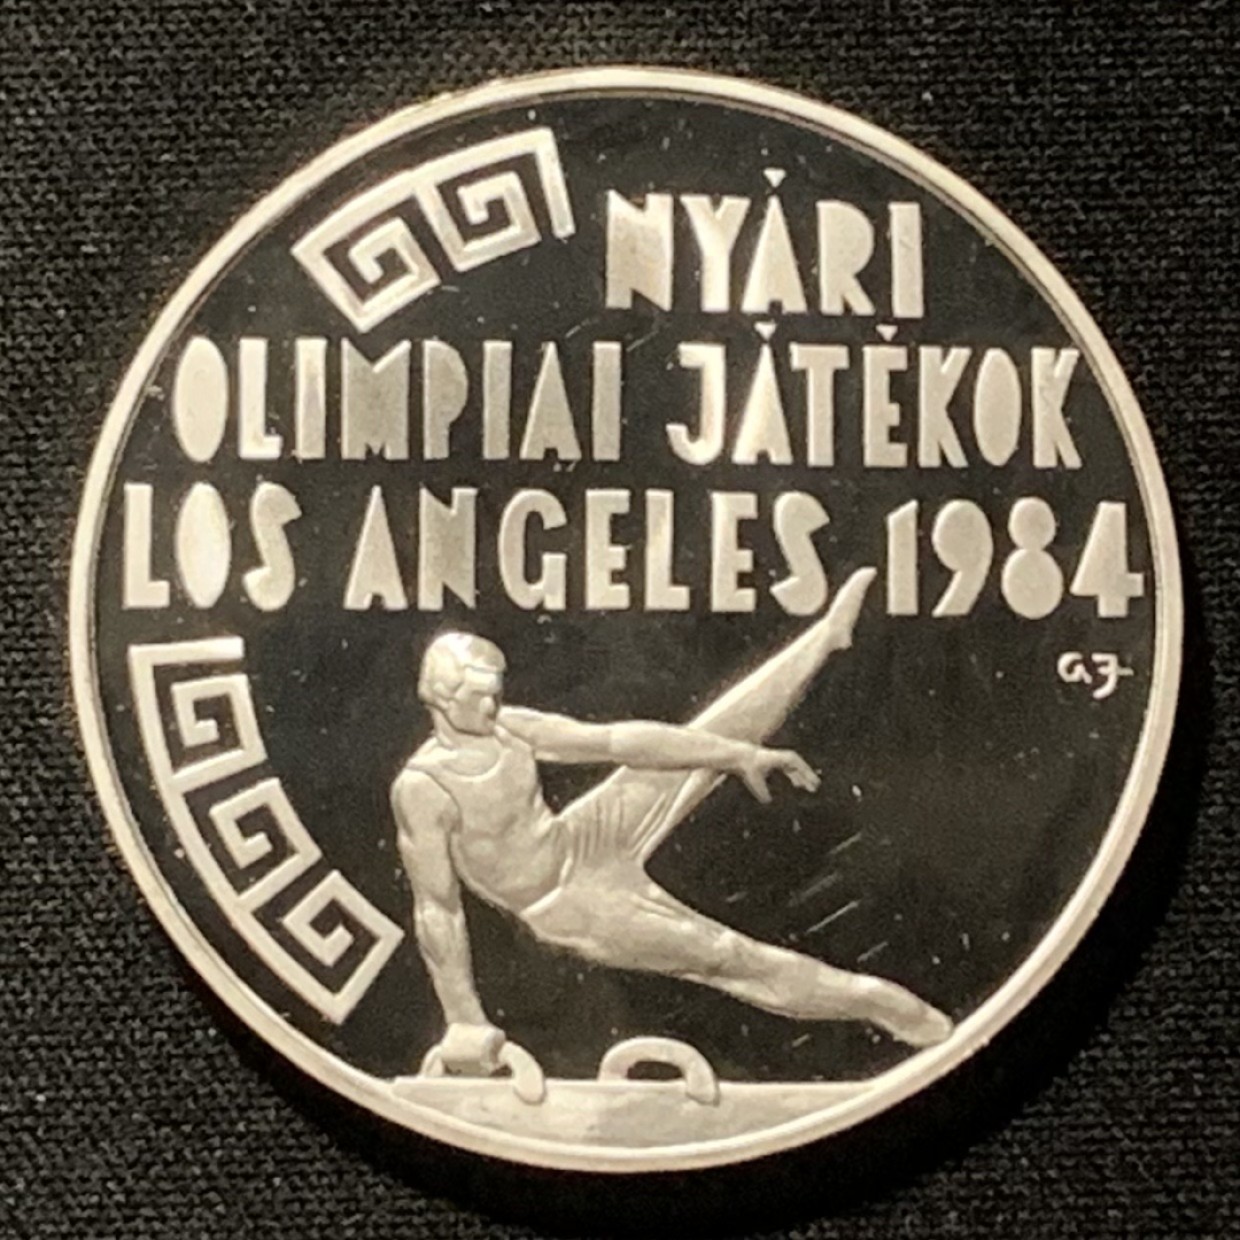 NYÁRI
OLIMPIAI JÁTÉKOK
LOS ANGELES 1984
GJ